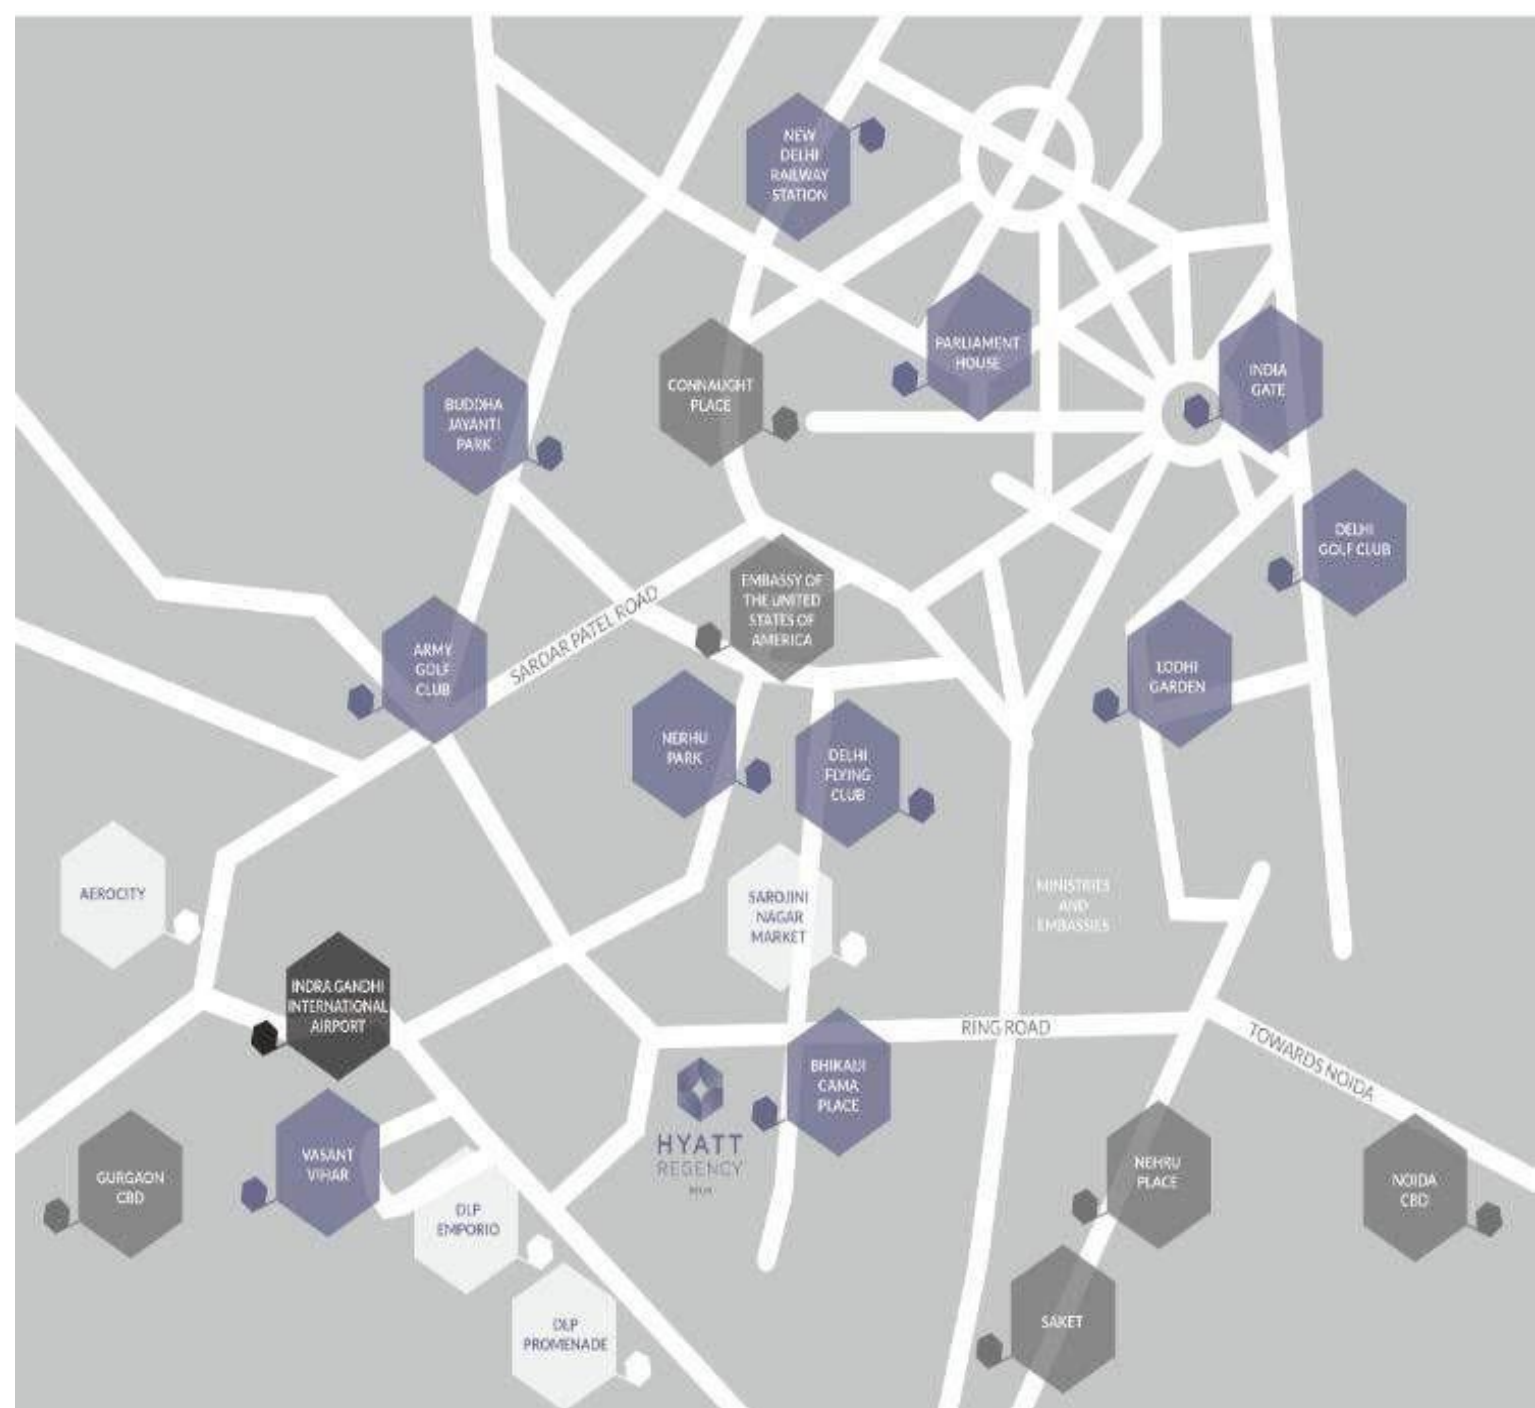 NEW
DELHI
RAILWAY
STATION
PARLIAMENT
HOUSE
INDIA
GATE
CONNAUGHT
PLACE
BUDDHA
JAYANTI
PARK
DELHI
GOLF CLUB
EMBASSY OF
THE UNITED
STATES OF
AMERICA
SARDAR PATEL ROAD
ARMY
GOLF
CLUB
LODHI
GARDEN
NERHU
PARK
DELHI
FLYING
CLUB
AEROCITY
SAROJINI
NAGAR
MARKET
MINISTRIES
AND
EMBASSIES
INDRA GANDHI
INTERNATIONAL
AIRPORT
RING ROAD
TOWARDS NOIDA
BHIKAIJI
CAMA
PLACE
HYATT
REGENCY
VASANT
VIHAR
GURGAON
CBD
NEHRU
PLACE
NOIDA
CBD
DLP
EMPORIO
DLP
PROMENADE
SAKET